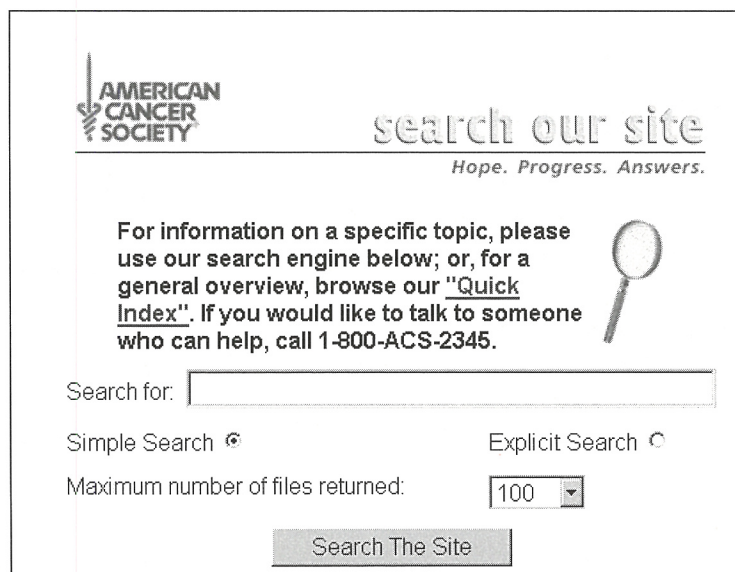 AMERICAN
CANCER
SOCIETY
search our site
Hope. Progress. Answers.
For information on a specific topic, please
use our search engine below; or, for a
general overview, browse our "Quick
Index". If you would like to talk to someone
who can help, call 1-800-ACS-2345.
Search for:
Simple Search Explicit Search
Maximum number of files returned: 100
Search The Site